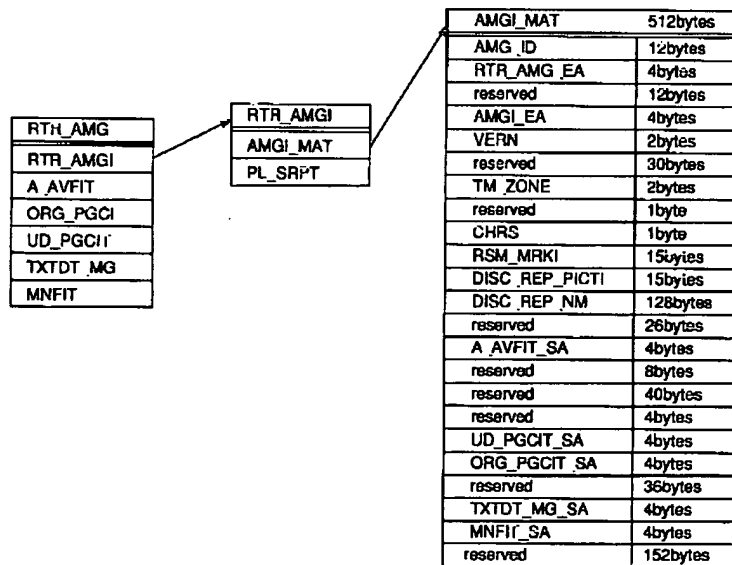 RTR_AMG
RTR_AMGI
A_AVFIT
ORG_PGCI
UD_PGCIT
TXTDT_MG
MNFIT
RTR_AMGI
AMGI_MAT
PL_SRPT
AMGI_MAT 512bytes
AMG_ID 12bytes
RTR_AMG_EA 4bytes
reserved 12bytes
AMGI_EA 4bytes
VERN 2bytes
reserved 30bytes
TM_ZONE 2bytes
reserved 1byte
CHRS 1byte
RSM_MRKI 15bytes
DISC_REP_PICTI 15bytes
DISC_REP_NM 128bytes
reserved 26bytes
A_AVFIT_SA 4bytes
reserved 8bytes
reserved 40bytes
reserved 4bytes
UD_PGCIT_SA 4bytes
ORG_PGCIT_SA 4bytes
reserved 36bytes
TXTDT_MG_SA 4bytes
MNFIT_SA 4bytes
reserved 152bytes